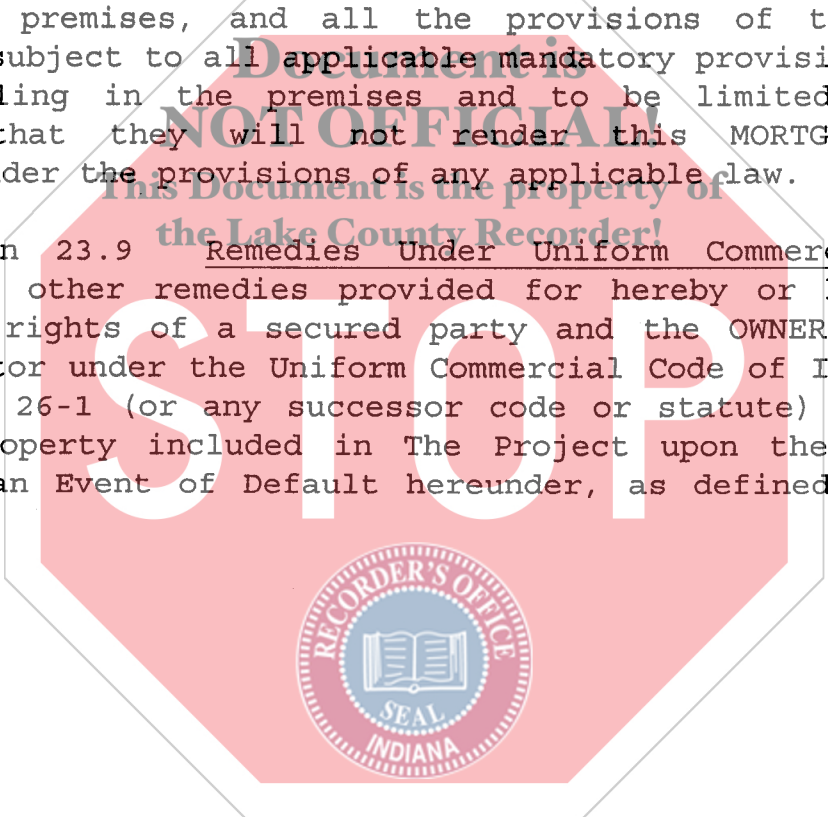 premises, and all the provisions of t
subject to all applicable mandatory provisi
ling in the premises and to be limited
that they will not render this MORTG
der the provisions of any applicable law.
Document is
NOT OFFICIAL!
This Document is the property of
the Lake County Recorder!
n 23.9 Remedies Under Uniform Commer
other remedies provided for hereby or
rights of a secured party and the OWNER
tor under the Uniform Commercial Code of I
26-1 (or any successor code or statute)
operty included in The Project upon the
an Event of Default hereunder, as defined
STOP
RECORDER'S OFFICE
SEAL
INDIANA